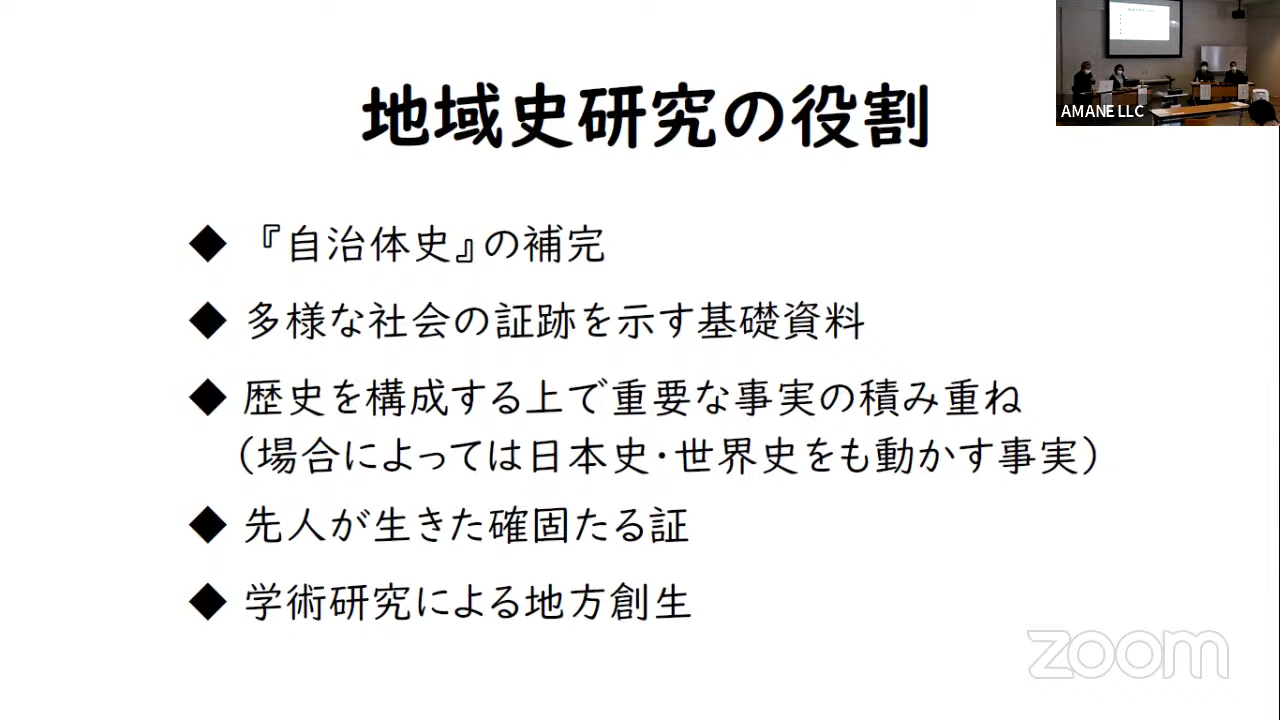 地域史研究の役割
AMANE LLC
◆ 『自治体史』の補完
◆ 多様な社会の証跡を示す基礎資料
◆ 歴史を構成する上で重要な事実の積み重ね
（場合によっては日本史・世界史をも動かす事実）
◆ 先人が生きた確固たる証
◆ 学術研究による地方創生
zoom